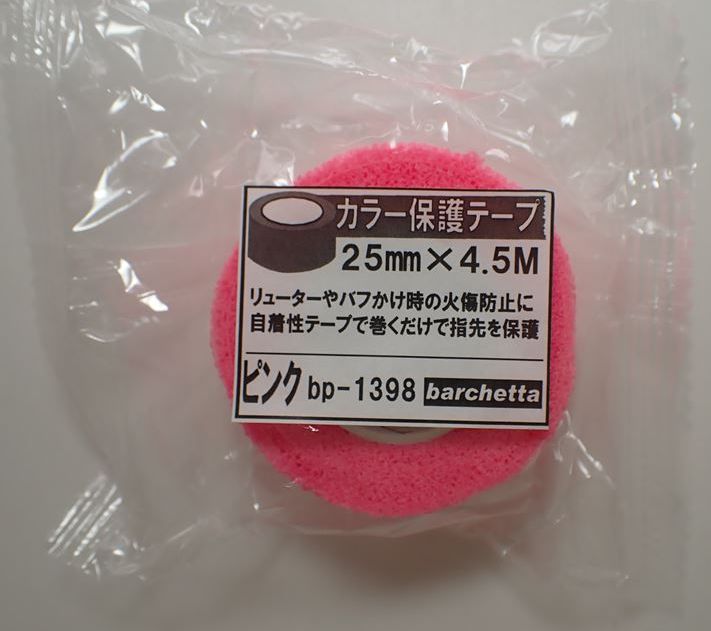 カラー保護テープ
25mm×4.5M
リューターやバフかけ時の火傷防止に
自着性テープで巻くだけで指先を保護
ピンク bp-1398 barchetta